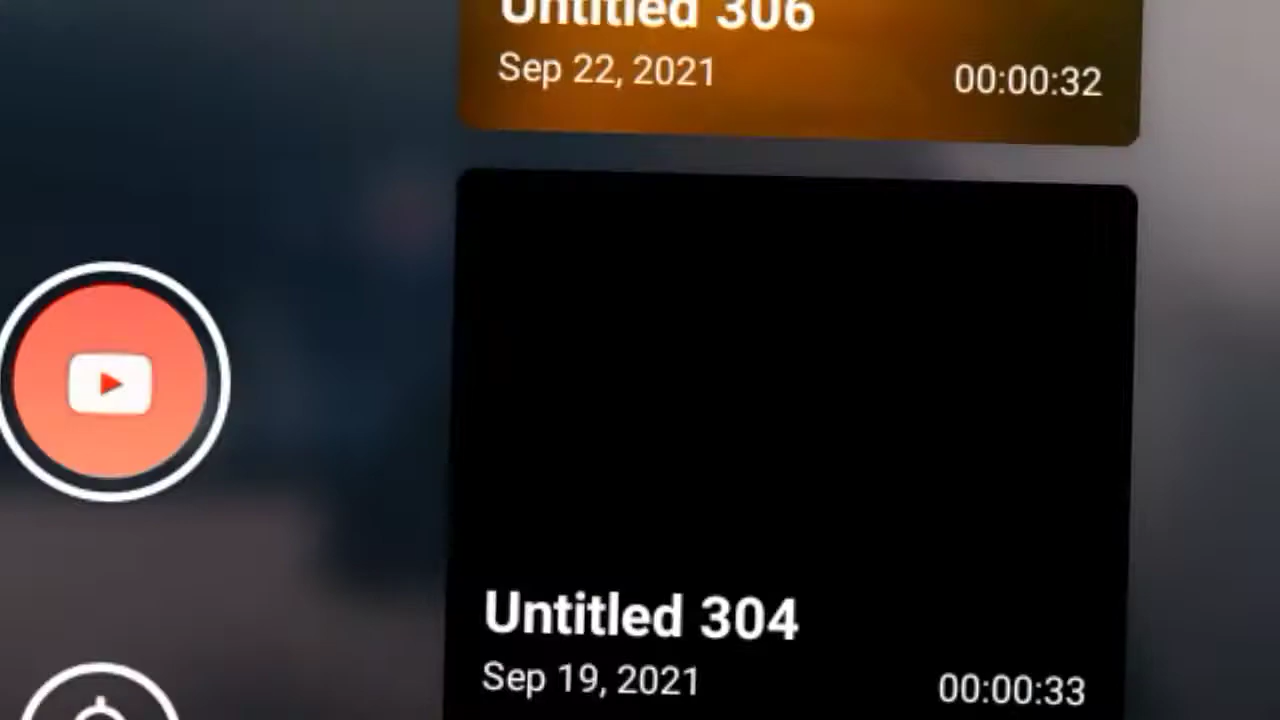 Untitled 306
Sep 22, 2021
00:00:32
Untitled 304
Sep 19, 2021
00:00:33